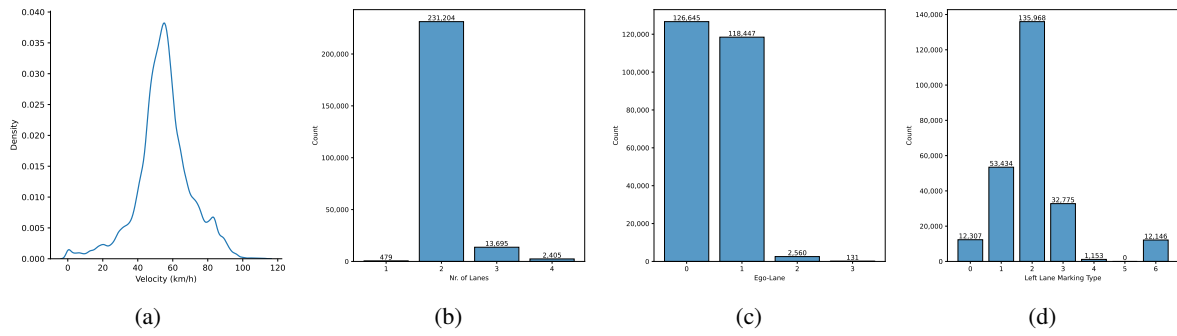 0.040
0.035
0.030
0.025
0.020
0.015
0.010
0.005
0.000
Density
0 20 40 60 80 100 120
Velocity (km/h)
(a)
231,204
200,000
150,000
100,000
50,000
0
Count
479
13,695
2,405
1 2 3 4
Nr. of Lanes
(b)
126,645
118,447
120,000
100,000
80,000
60,000
40,000
20,000
0
Count
2,560
131
0 1 2 3
Ego-Lane
(c)
140,000
120,000
100,000
80,000
60,000
40,000
20,000
0
Count
12,307
53,434
135,968
32,775
1,153
0
12,146
0 1 2 3 4 5 6
Left Lane Marking Type
(d)